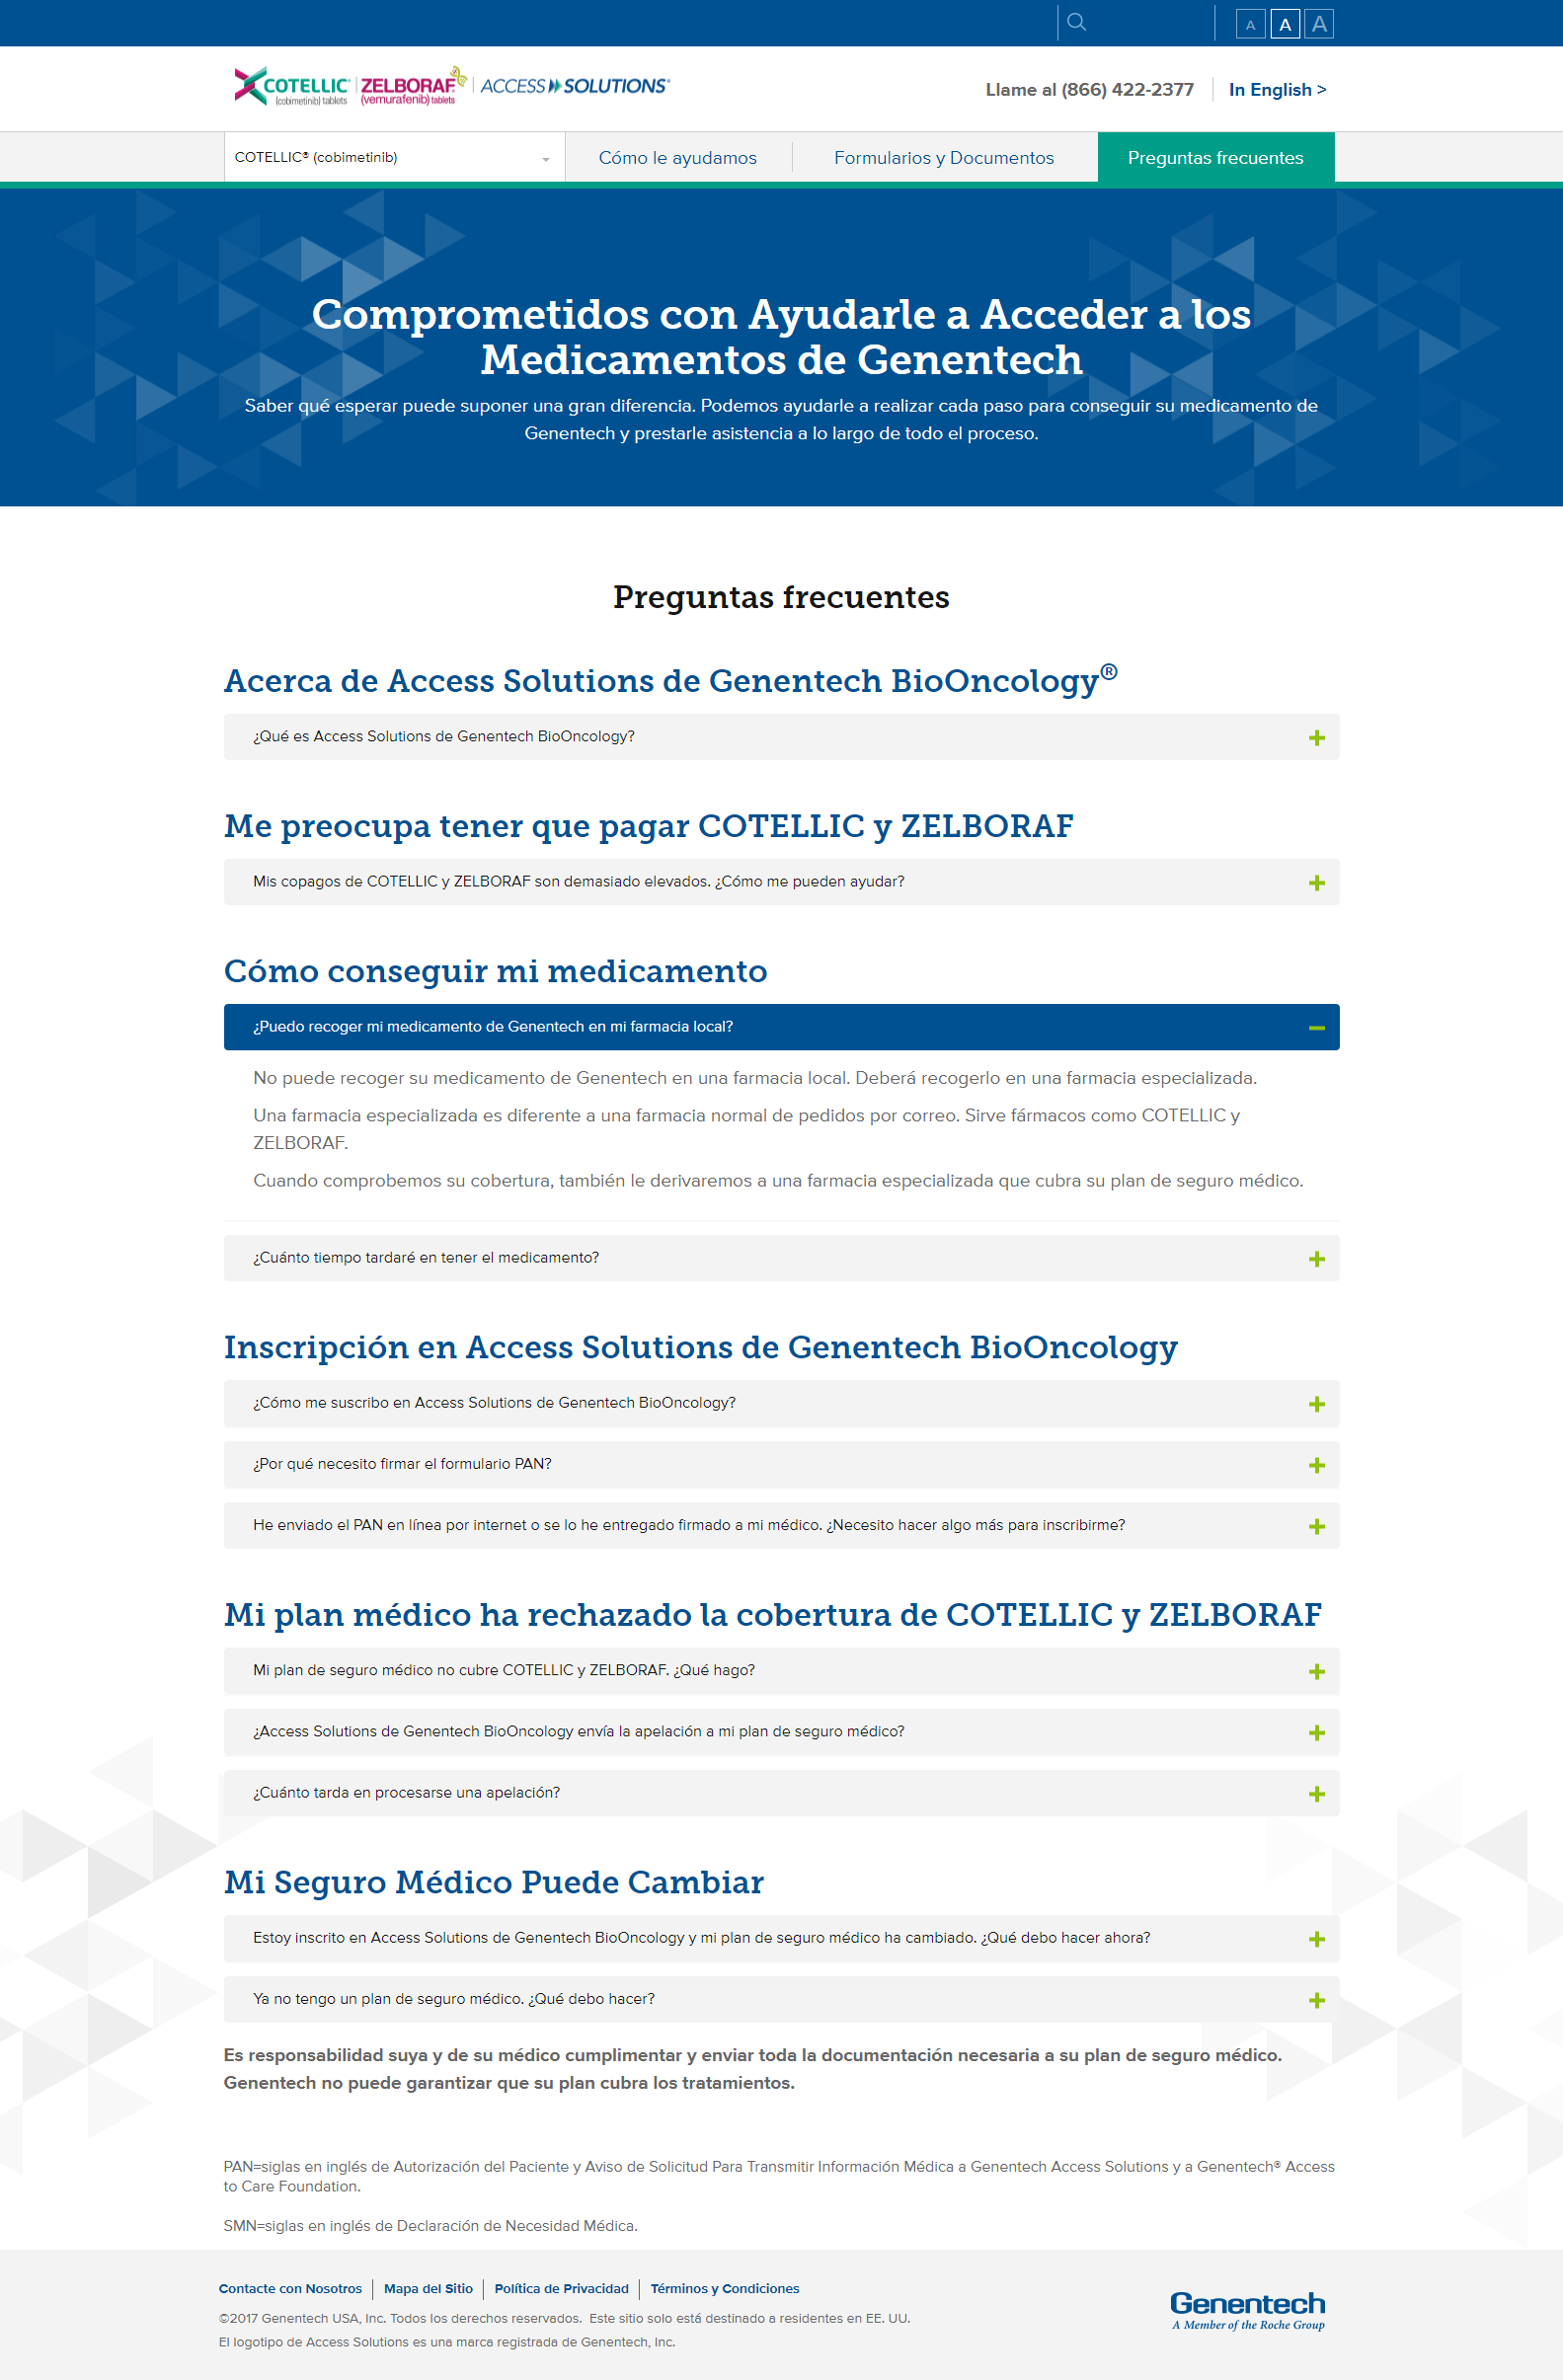 A A A
COTELLIC® (cobimetinib) tablets | ZELBORAF® (vemurafenib) tablets | ACCESS SOLUTIONS®
Llame al (866) 422-2377
In English >
COTELLIC® (cobimetinib)
Cómo le ayudamos
Formularios y Documentos
Preguntas frecuentes
Comprometidos con Ayudarle a Acceder a los
Medicamentos de Genentech
Saber qué esperar puede suponer una gran diferencia. Podemos ayudarle a realizar cada paso para conseguir su medicamento de
Genentech y prestarle asistencia a lo largo de todo el proceso.
Preguntas frecuentes
Acerca de Access Solutions de Genentech BioOncology®
¿Qué es Access Solutions de Genentech BioOncology?
Me preocupa tener que pagar COTELLIC y ZELBORAF
Mis copagos de COTELLIC y ZELBORAF son demasiado elevados. ¿Cómo me pueden ayudar?
Cómo conseguir mi medicamento
¿Puedo recoger mi medicamento de Genentech en mi farmacia local?
No puede recoger su medicamento de Genentech en una farmacia local. Deberá recogerlo en una farmacia especializada.
Una farmacia especializada es diferente a una farmacia normal de pedidos por correo. Sirve fármacos como COTELLIC y
ZELBORAF.
Cuando comprobemos su cobertura, también le derivaremos a una farmacia especializada que cubra su plan de seguro médico.
¿Cuánto tiempo tardaré en tener el medicamento?
Inscripción en Access Solutions de Genentech BioOncology
¿Cómo me suscribo en Access Solutions de Genentech BioOncology?
¿Por qué necesito firmar el formulario PAN?
He enviado el PAN en línea por internet o se lo he entregado firmado a mi médico. ¿Necesito hacer algo más para inscribirme?
Mi plan médico ha rechazado la cobertura de COTELLIC y ZELBORAF
Mi plan de seguro médico no cubre COTELLIC y ZELBORAF. ¿Qué hago?
¿Access Solutions de Genentech BioOncology envía la apelación a mi plan de seguro médico?
¿Cuánto tarda en procesarse una apelación?
Mi Seguro Médico Puede Cambiar
Estoy inscrito en Access Solutions de Genentech BioOncology y mi plan de seguro médico ha cambiado. ¿Qué debo hacer ahora?
Ya no tengo un plan de seguro médico. ¿Qué debo hacer?
Es responsabilidad suya y de su médico cumplimentar y enviar toda la documentación necesaria a su plan de seguro médico.
Genentech no puede garantizar que su plan cubra los tratamientos.
PAN=siglas en inglés de Autorización del Paciente y Aviso de Solicitud Para Transmitir Información Médica a Genentech Access Solutions y a Genentech® Access
to Care Foundation.
SMN=siglas en inglés de Declaración de Necesidad Médica.
Contacte con Nosotros | Mapa del Sitio | Política de Privacidad | Términos y Condiciones
©2017 Genentech USA, Inc. Todos los derechos reservados. Este sitio solo está destinado a residentes en EE. UU.
El logotipo de Access Solutions es una marca registrada de Genentech, Inc.
Genentech
A Member of the Roche Group